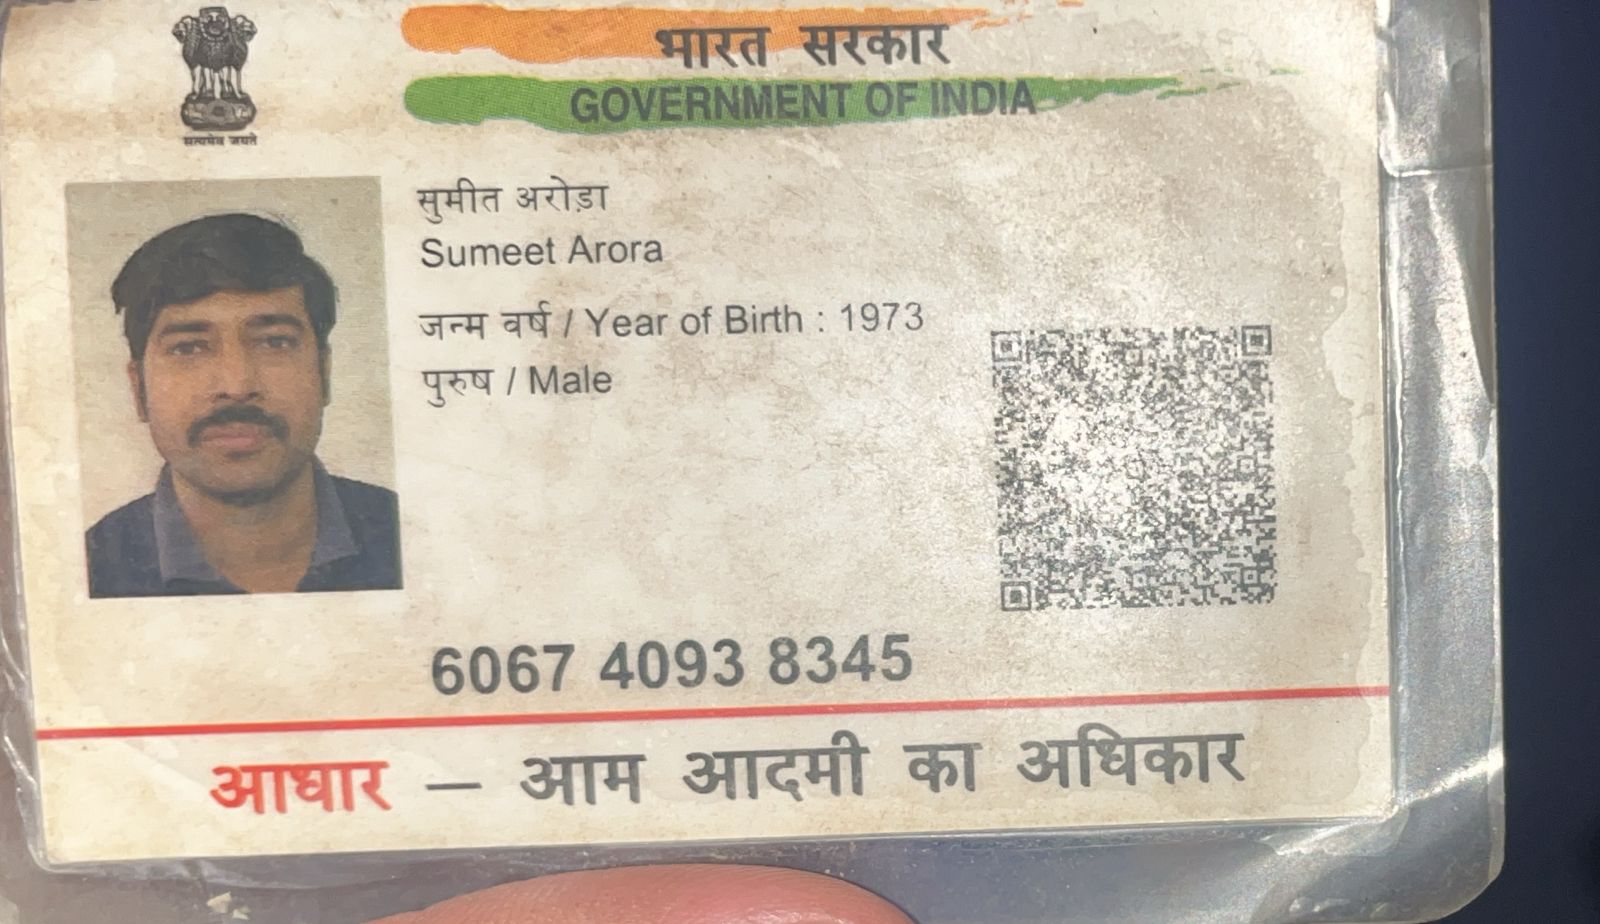 भारत सरकार
GOVERNMENT OF INDIA
सत्यमेव जयते
सुमीत अरोड़ा
Sumeet Arora
जन्म वर्ष / Year of Birth : 1973
पुरुष / Male
6067 4093 8345
आधार – आम आदमी का अधिकार